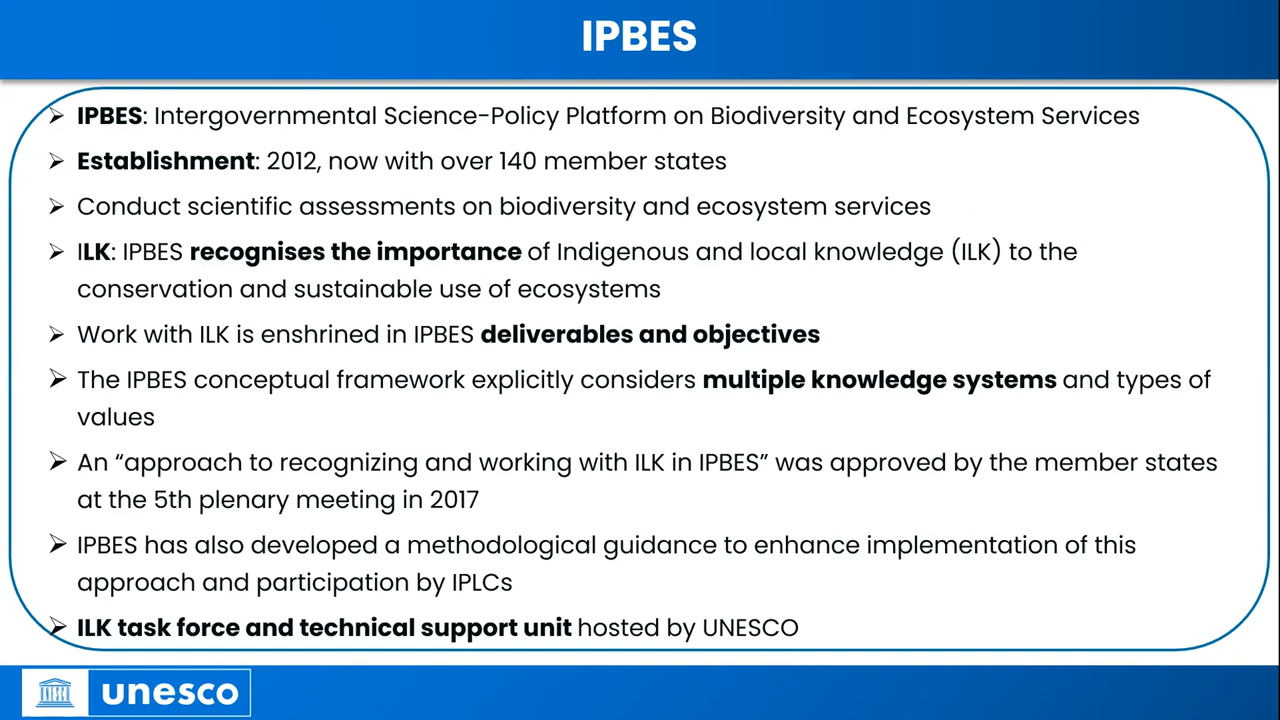 IPBES
➢ IPBES: Intergovernmental Science-Policy Platform on Biodiversity and Ecosystem Services
➢ Establishment: 2012, now with over 140 member states
➢ Conduct scientific assessments on biodiversity and ecosystem services
➢ ILK: IPBES recognises the importance of Indigenous and local knowledge (ILK) to the
conservation and sustainable use of ecosystems
➢ Work with ILK is enshrined in IPBES deliverables and objectives
➢ The IPBES conceptual framework explicitly considers multiple knowledge systems and types of
values
➢ An “approach to recognizing and working with ILK in IPBES” was approved by the member states
at the 5th plenary meeting in 2017
➢ IPBES has also developed a methodological guidance to enhance implementation of this
approach and participation by IPLCs
➢ ILK task force and technical support unit hosted by UNESCO
unesco